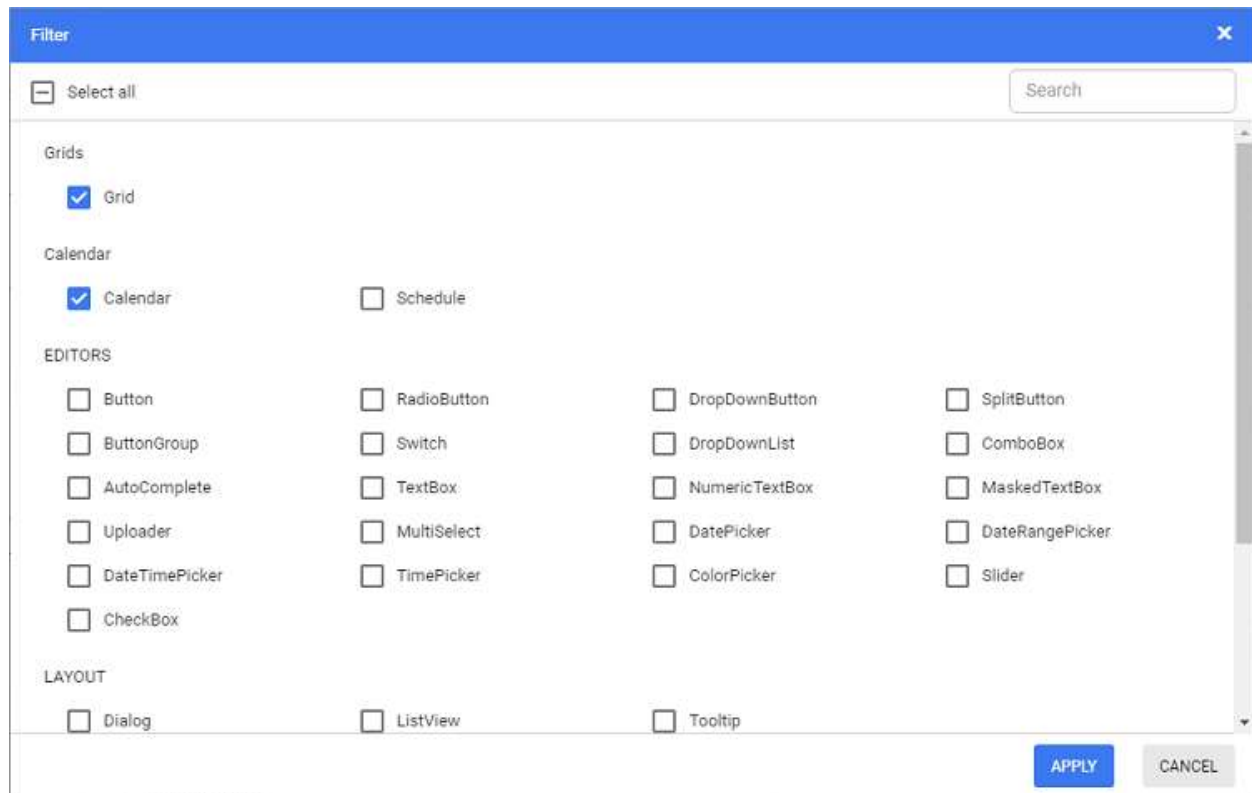 Filter
Select all Search
Grids
Grid
Calendar
Calendar Schedule
EDITORS
Button RadioButton DropDownButton SplitButton
ButtonGroup Switch DropDownList ComboBox
AutoComplete TextBox NumericTextBox MaskedTextBox
Uploader MultiSelect DatePicker DateRangePicker
DateTimePicker TimePicker ColorPicker Slider
CheckBox
LAYOUT
Dialog ListView Tooltip
APPLY CANCEL